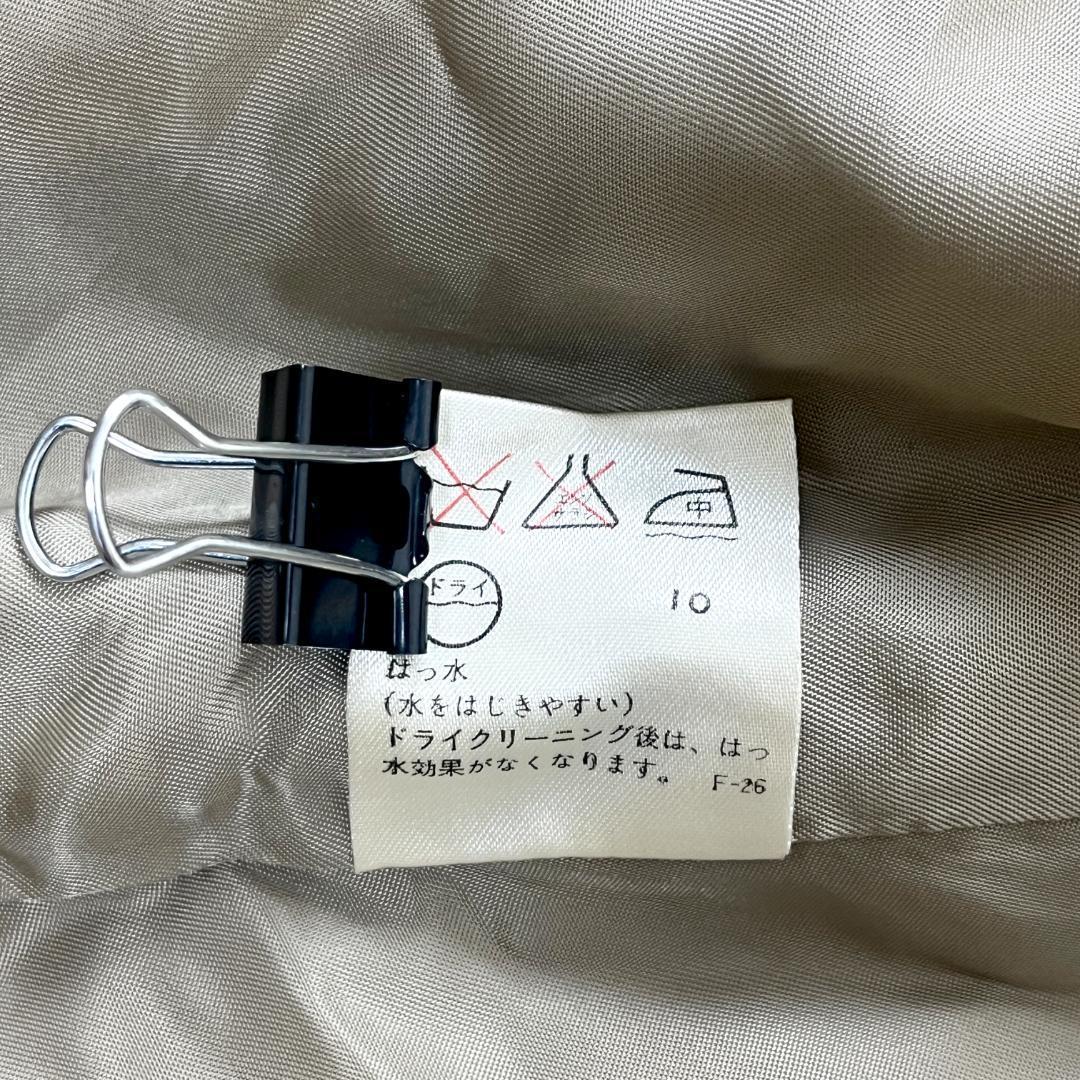 中
ドライ
10
はっ水
(水をはじきやすい)
ドライクリーニング後は、はっ
水効果がなくなります。
F-26